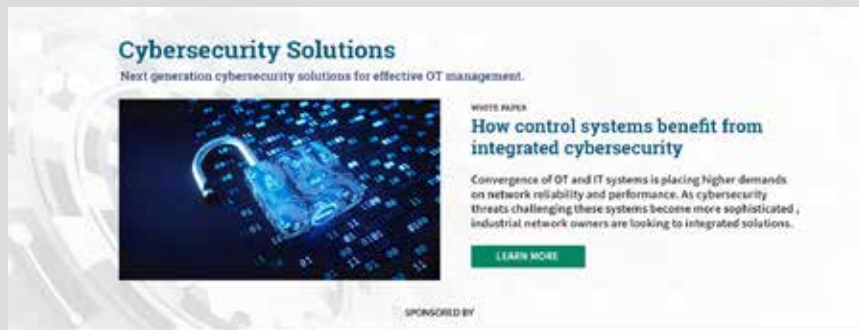 Cybersecurity Solutions
Next generation cybersecurity solutions for effective OT management.
WHITE PAPER
How control systems benefit from
integrated cybersecurity
Convergence of OT and IT systems is placing higher demands
on network reliability and performance. As cybersecurity
threats challenging these systems become more sophisticated ,
industrial network owners are looking to integrated solutions.
LEARN MORE
SPONSORED BY